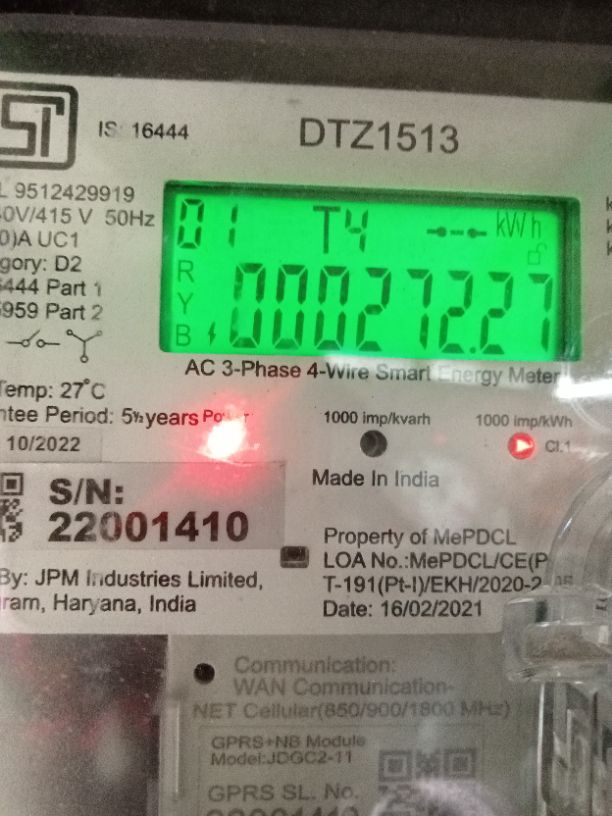 IS: 16444
DTZ1513
L 9512429919
0V/415 V 50Hz
0)A UC1
gory: D2
444 Part 1
959 Part 2
01 T4 kWh
R
Y
B
000272.27
AC 3-Phase 4-Wire Smart Energy Meter
Temp: 27°C
ntee Period: 5½years
10/2022
1000 imp/kvarh
1000 imp/kWh
Cl.1
Made In India
S/N:
22001410
Property of MePDCL
LOA No.:MePDCL/CE(P
T-191(Pt-I)/EKH/2020-2
Date: 16/02/2021
By: JPM Industries Limited,
ram, Haryana, India
Communication:
WAN Communication-
NET Cellular(850/900/1800 MHz)
GPRS+NB Module
Model:JDGC2-11
GPRS SL. No.